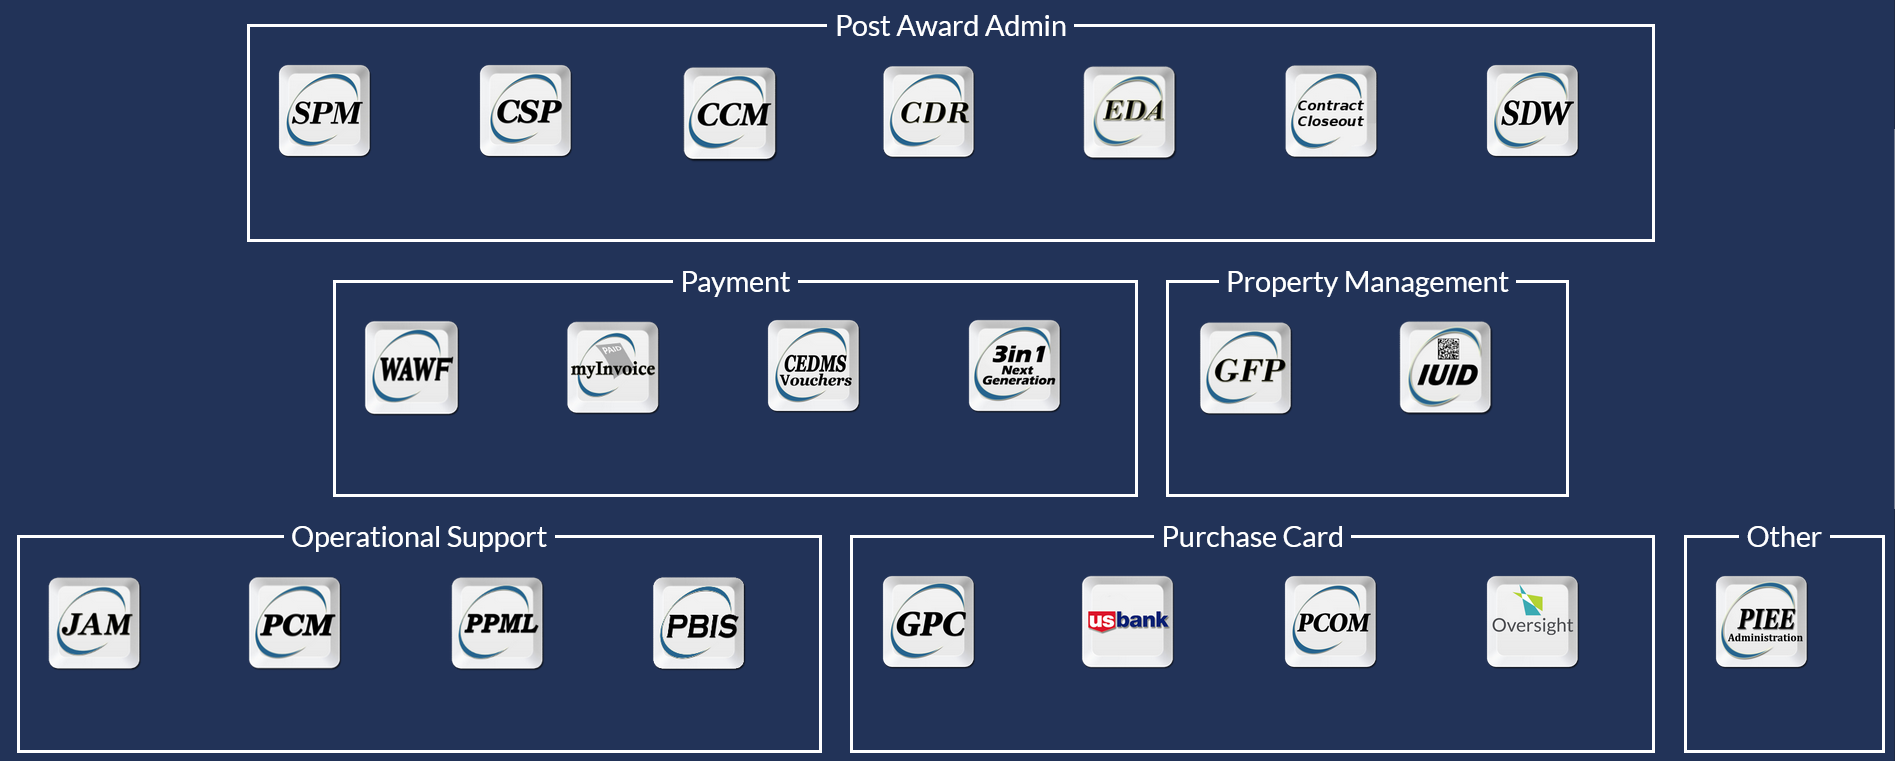 Post Award Admin
SPM
CSP
CCM
CDR
EDA
Contract
Closeout
SDW
Payment
WAWF
PAID
myInvoice
CEDMS
Vouchers
3in1
Next
Generation
Property Management
GFP
IUID
Operational Support
JAM
PCM
PPML
PBIS
Purchase Card
GPC
usbank
PCOM
Oversight
Other
PIEE
Administration